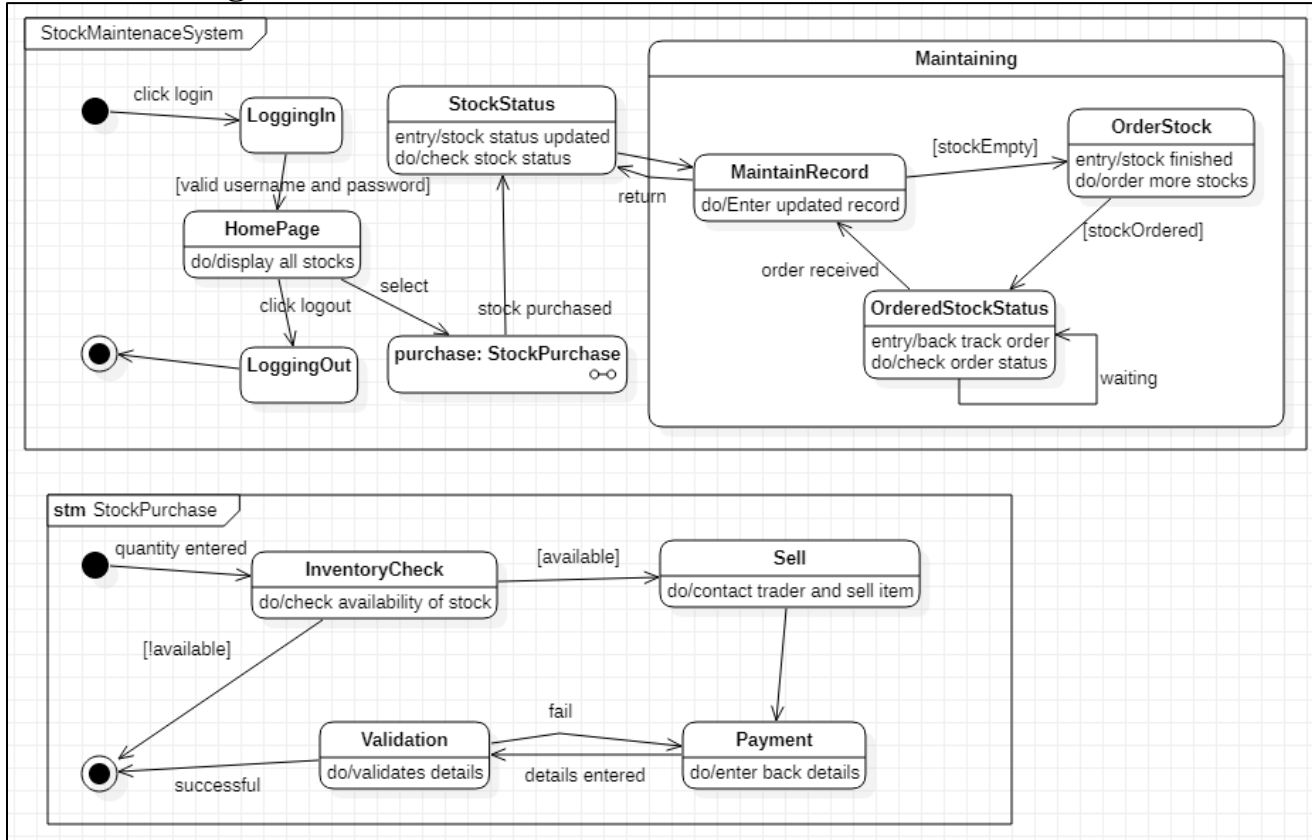 StockMaintenaceSystem
click login
LoggingIn
[valid username and password]
HomePage
do/display all stocks
click logout
select
LoggingOut
StockStatus
entry/stock status updated
do/check stock status
return
stock purchased
purchase: StockPurchase
Maintaining
MaintainRecord
do/Enter updated record
[stockEmpty]
OrderStock
entry/stock finished
do/order more stocks
[stockOrdered]
order received
OrderedStockStatus
entry/back track order
do/check order status
waiting
stm StockPurchase
quantity entered
InventoryCheck
do/check availability of stock
[available]
Sell
do/contact trader and sell item
[!available]
fail
Validation
do/validates details
Payment
do/enter back details
details entered
successful